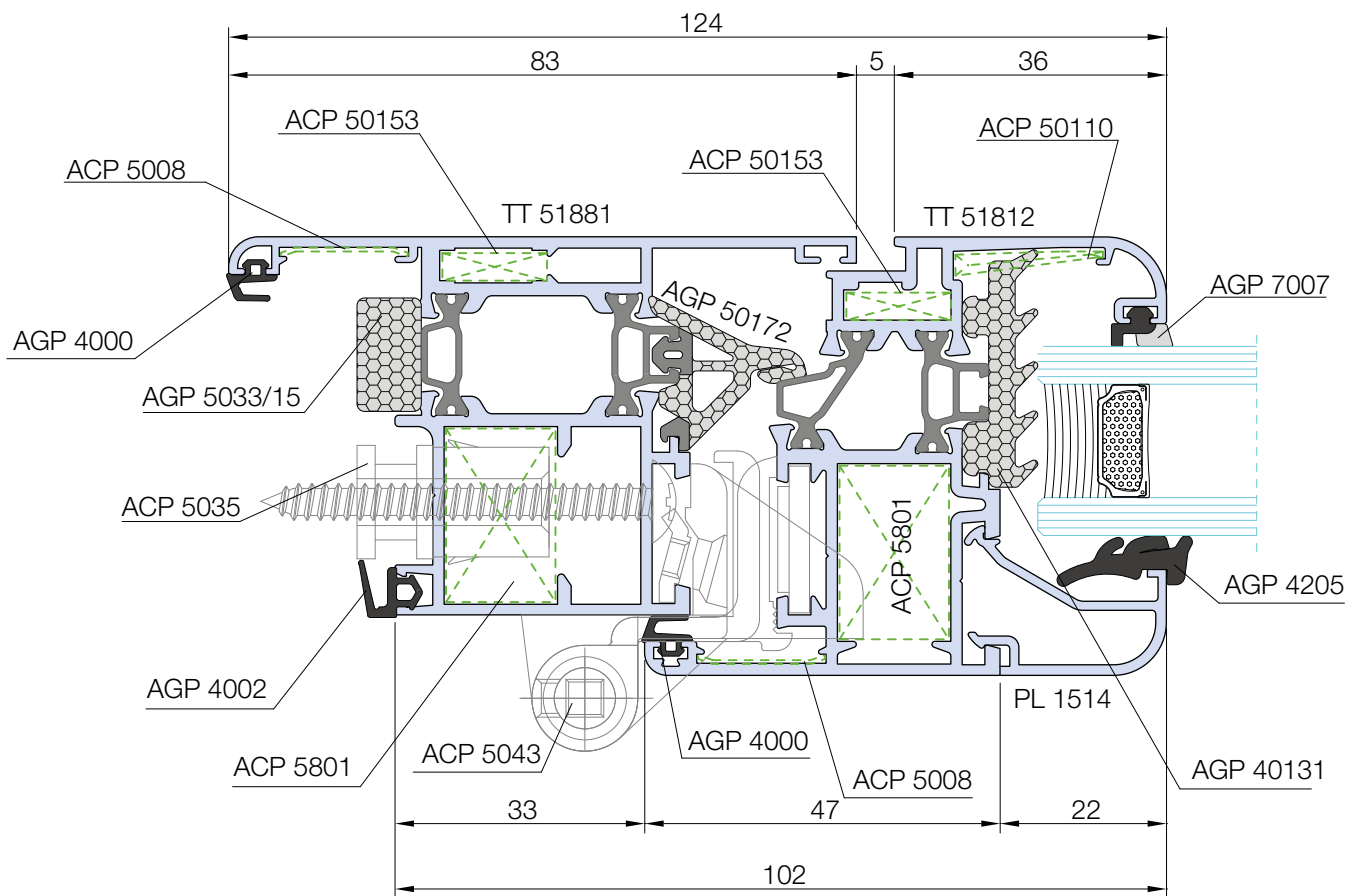 124
83
5
36
ACP 50153
ACP 50110
ACP 5008
ACP 50153
TT 51881
TT 51812
AGP 7007
AGP 50172
AGP 4000
AGP 5033/15
ACP 5035
ACP 5801
AGP 4205
AGP 4002
PL 1514
ACP 5043
AGP 4000
ACP 5801
ACP 5008
AGP 40131
33
47
22
102